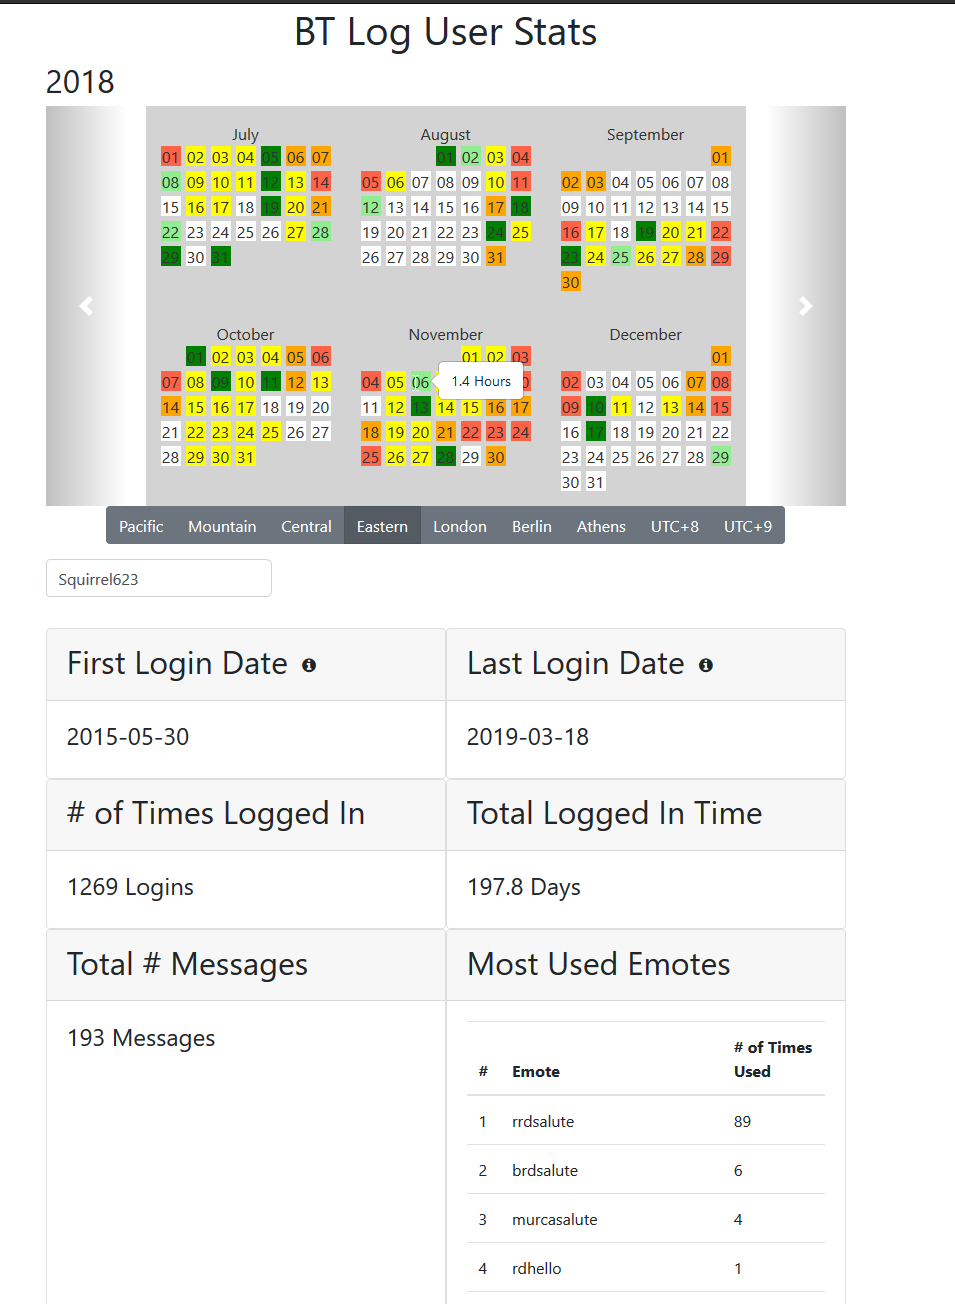 BT Log User Stats
2018
July August September
01 02 03 04 05 06 07 01 02 03 04 01
08 09 10 11 12 13 14 05 06 07 08 09 10 11 02 03 04 05 06 07 08
15 16 17 18 19 20 21 12 13 14 15 16 17 18 09 10 11 12 13 14 15
22 23 24 25 26 27 28 19 20 21 22 23 24 25 16 17 18 19 20 21 22
29 30 31 26 27 28 29 30 31 23 24 25 26 27 28 29
30
October November December
01 02 03 04 05 06 01 02 03 01
07 08 09 10 11 12 13 04 05 06 1.4 Hours 0 02 03 04 05 06 07 08
14 15 16 17 18 19 20 11 12 13 14 15 16 17 09 10 11 12 13 14 15
21 22 23 24 25 26 27 18 19 20 21 22 23 24 16 17 18 19 20 21 22
28 29 30 31 25 26 27 28 29 30 23 24 25 26 27 28 29
30 31
Pacific Mountain Central Eastern London Berlin Athens UTC+8 UTC+9
Squirrel623
First Login Date Last Login Date
2015-05-30 2019-03-18
# of Times Logged In Total Logged In Time
1269 Logins 197.8 Days
Total # Messages Most Used Emotes
193 Messages
# Emote # of Times Used
1 rrdsalute 89
2 brdsalute 6
3 murcasalute 4
4 rdhello 1